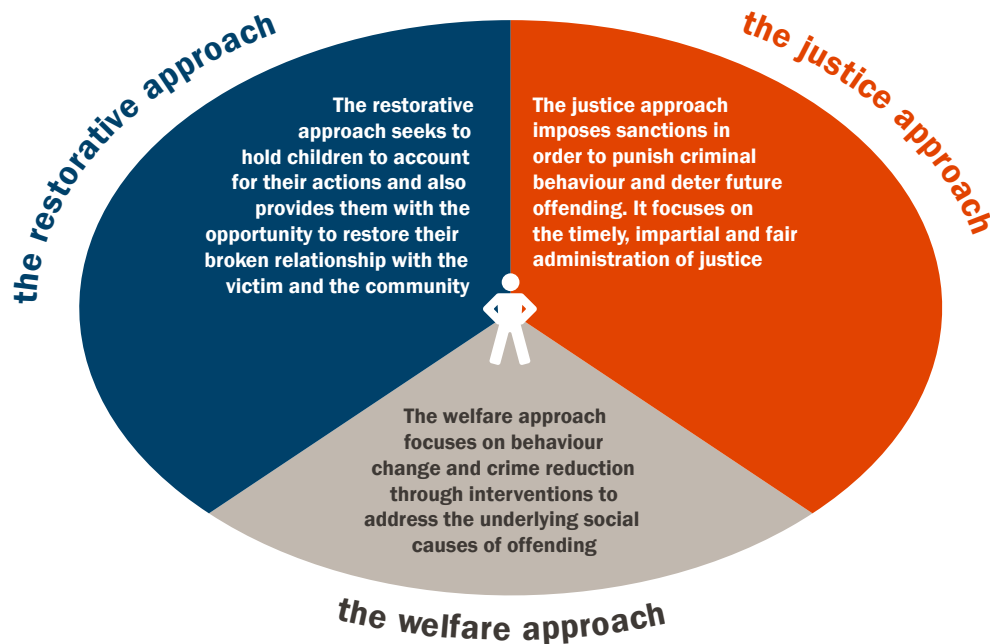 the restorative approach
The restorative
approach seeks to
hold children to account
for their actions and also
provides them with the
opportunity to restore their
broken relationship with the
victim and the community
the justice approach
The justice approach
imposes sanctions in
order to punish criminal
behaviour and deter future
offending. It focuses on
the timely, impartial and fair
administration of justice
The welfare approach
focuses on behaviour
change and crime reduction
through interventions to
address the underlying social
causes of offending
the welfare approach